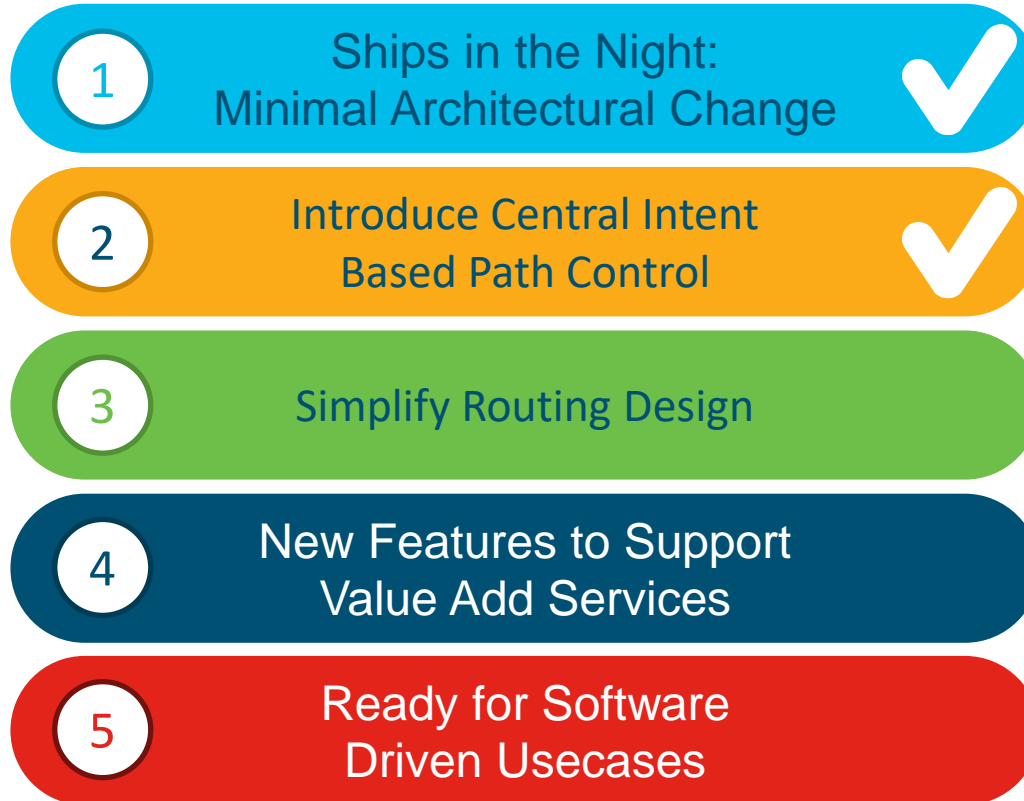 1
Ships in the Night:
Minimal Architectural Change
2
Introduce Central Intent
Based Path Control
3
Simplify Routing Design
4
New Features to Support
Value Add Services
5
Ready for Software
Driven Usecases